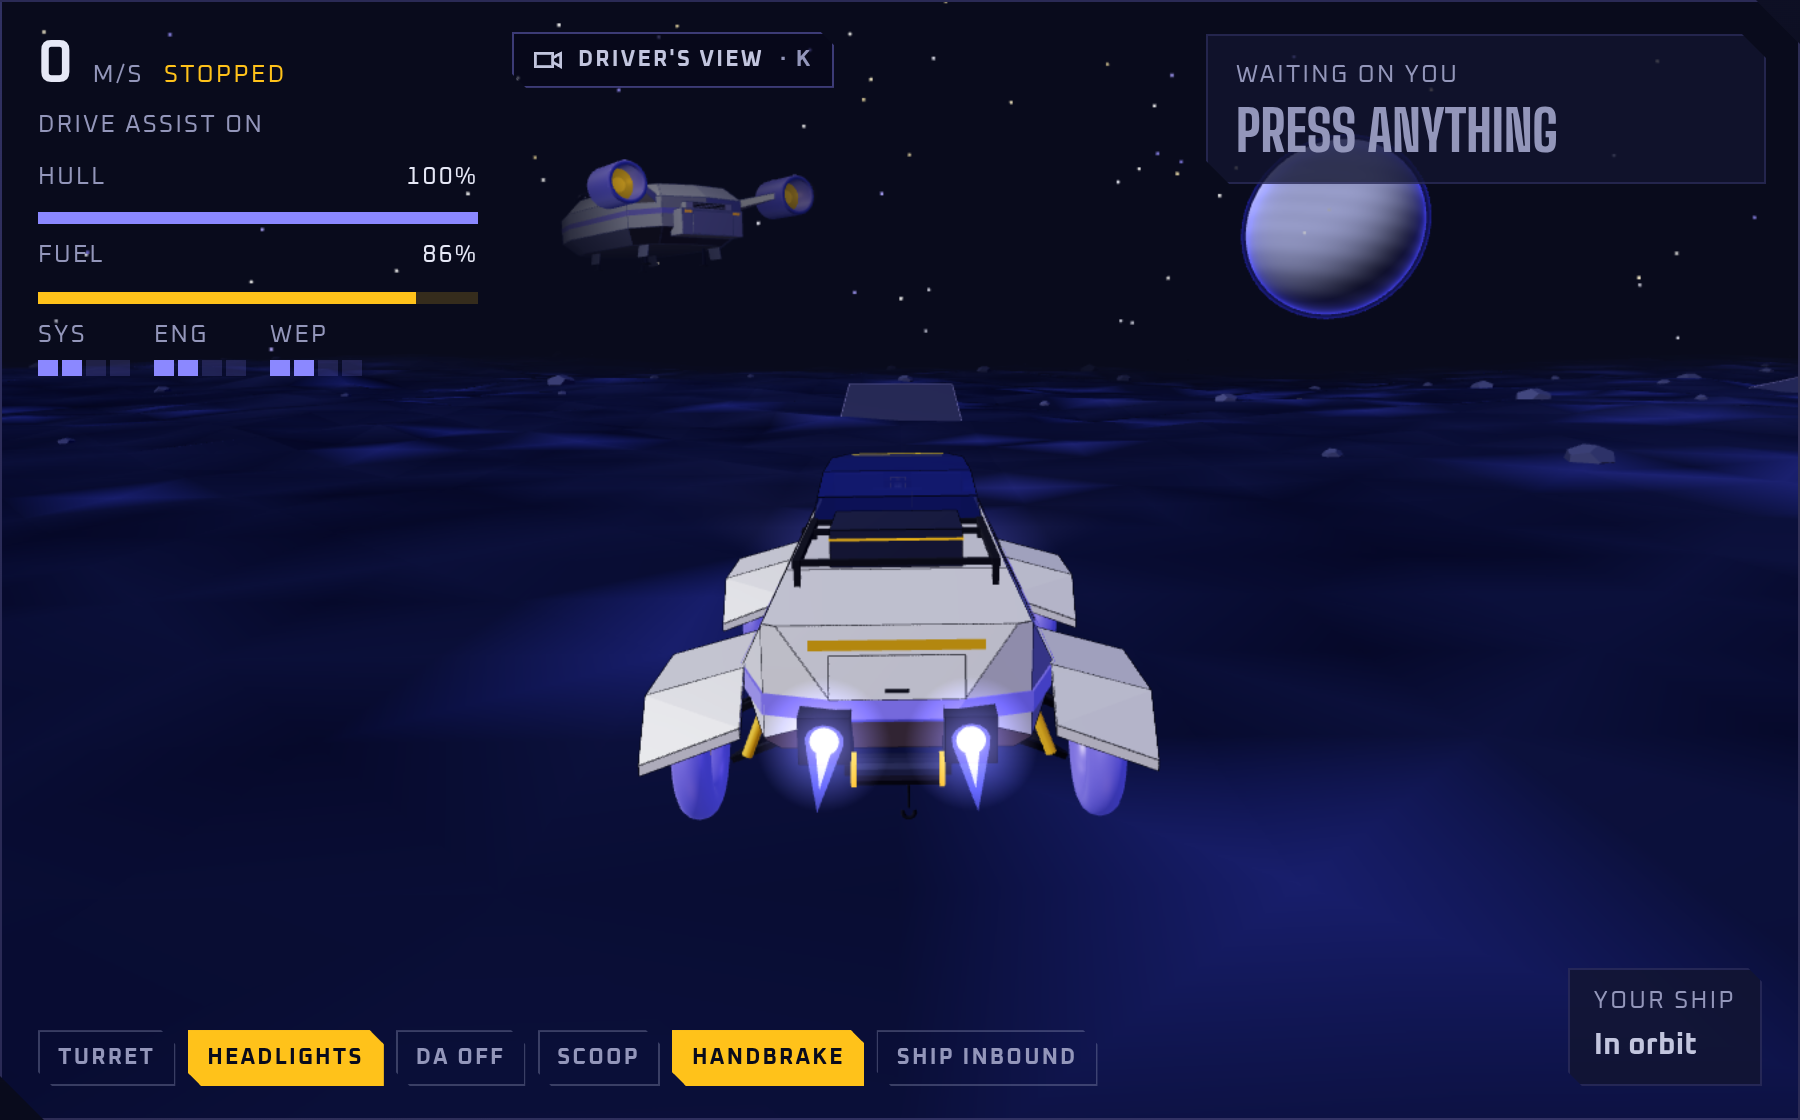 0 M/S STOPPED
DRIVER'S VIEW · K
WAITING ON YOU
PRESS ANYTHING
DRIVE ASSIST ON
HULL 100%
FUEL 86%
SYS ENG WEP
YOUR SHIP
In orbit
TURRET HEADLIGHTS DA OFF SCOOP HANDBRAKE SHIP INBOUND